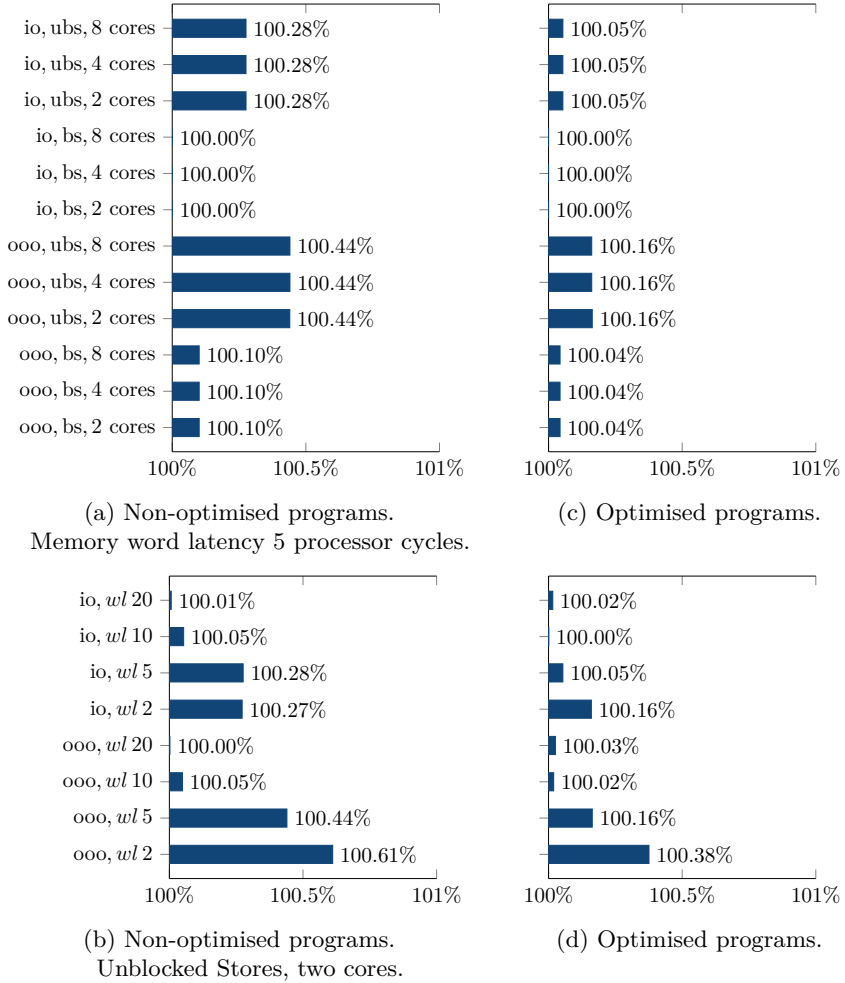 io, ubs, 8 cores 100.28% 100.05%
io, ubs, 4 cores 100.28% 100.05%
io, ubs, 2 cores 100.28% 100.05%
io, bs, 8 cores 100.00% 100.00%
io, bs, 4 cores 100.00% 100.00%
io, bs, 2 cores 100.00% 100.00%
ooo, ubs, 8 cores 100.44% 100.16%
ooo, ubs, 4 cores 100.44% 100.16%
ooo, ubs, 2 cores 100.44% 100.16%
ooo, bs, 8 cores 100.10% 100.04%
ooo, bs, 4 cores 100.10% 100.04%
ooo, bs, 2 cores 100.10% 100.04%
100% 100.5% 101% 100% 100.5% 101%
(a) Non-optimised programs. (c) Optimised programs.
Memory word latency 5 processor cycles.
io, wl 20 100.01% 100.02%
io, wl 10 100.05% 100.00%
io, wl 5 100.28% 100.05%
io, wl 2 100.27% 100.16%
ooo, wl 20 100.00% 100.03%
ooo, wl 10 100.05% 100.02%
ooo, wl 5 100.44% 100.16%
ooo, wl 2 100.61% 100.38%
100% 100.5% 101% 100% 100.5% 101%
(b) Non-optimised programs. (d) Optimised programs.
Unblocked Stores, two cores.